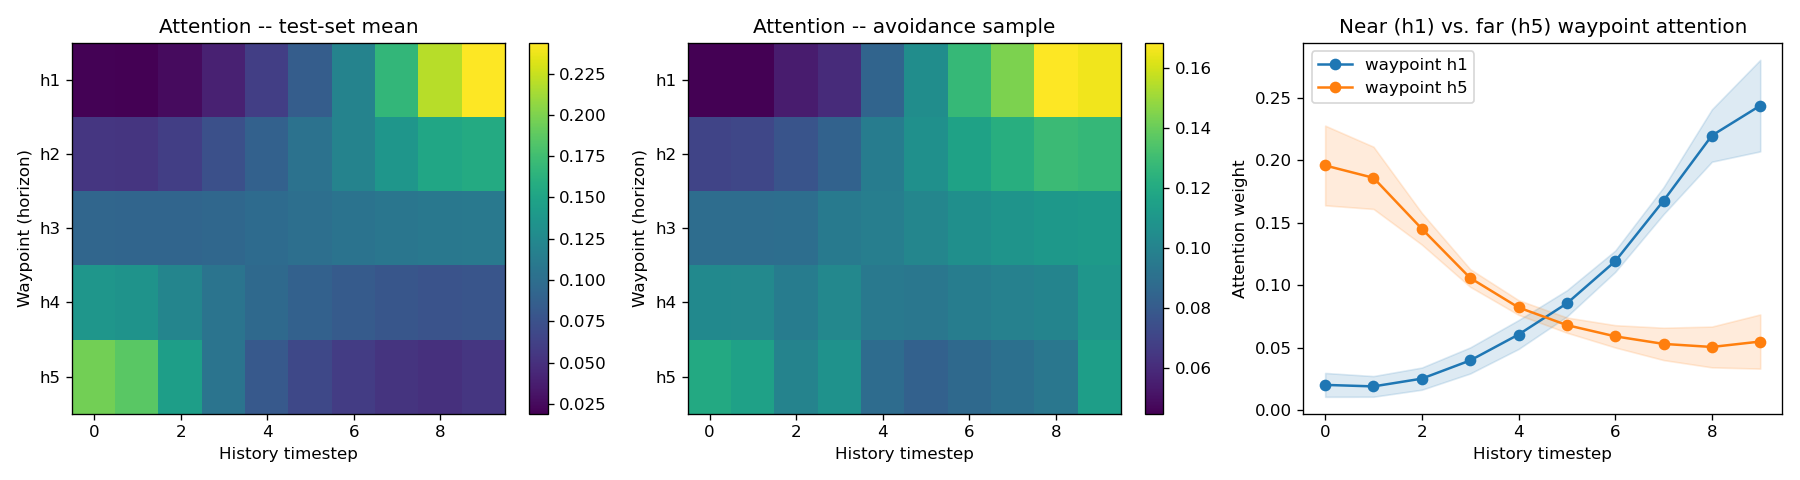 Attention -- test-set mean
Waypoint (horizon)
h1
h2
h3
h4
h5
0 2 4 6 8
History timestep
0.225
0.200
0.175
0.150
0.125
0.100
0.075
0.050
0.025
Attention -- avoidance sample
Waypoint (horizon)
h1
h2
h3
h4
h5
0 2 4 6 8
History timestep
0.16
0.14
0.12
0.10
0.08
0.06
Near (h1) vs. far (h5) waypoint attention
waypoint h1
waypoint h5
Attention weight
0.25
0.20
0.15
0.10
0.05
0.00
0 2 4 6 8
History timestep